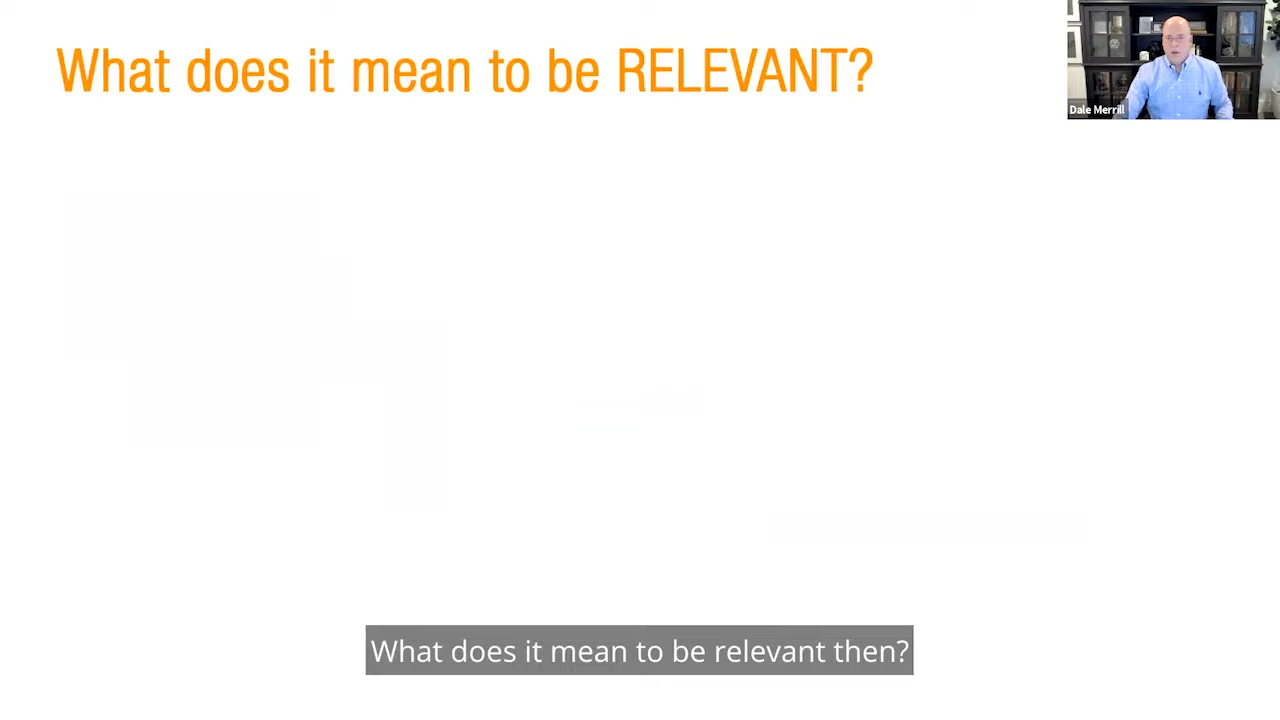 What does it mean to be RELEVANT?
Dale Merrill
What does it mean to be relevant then?